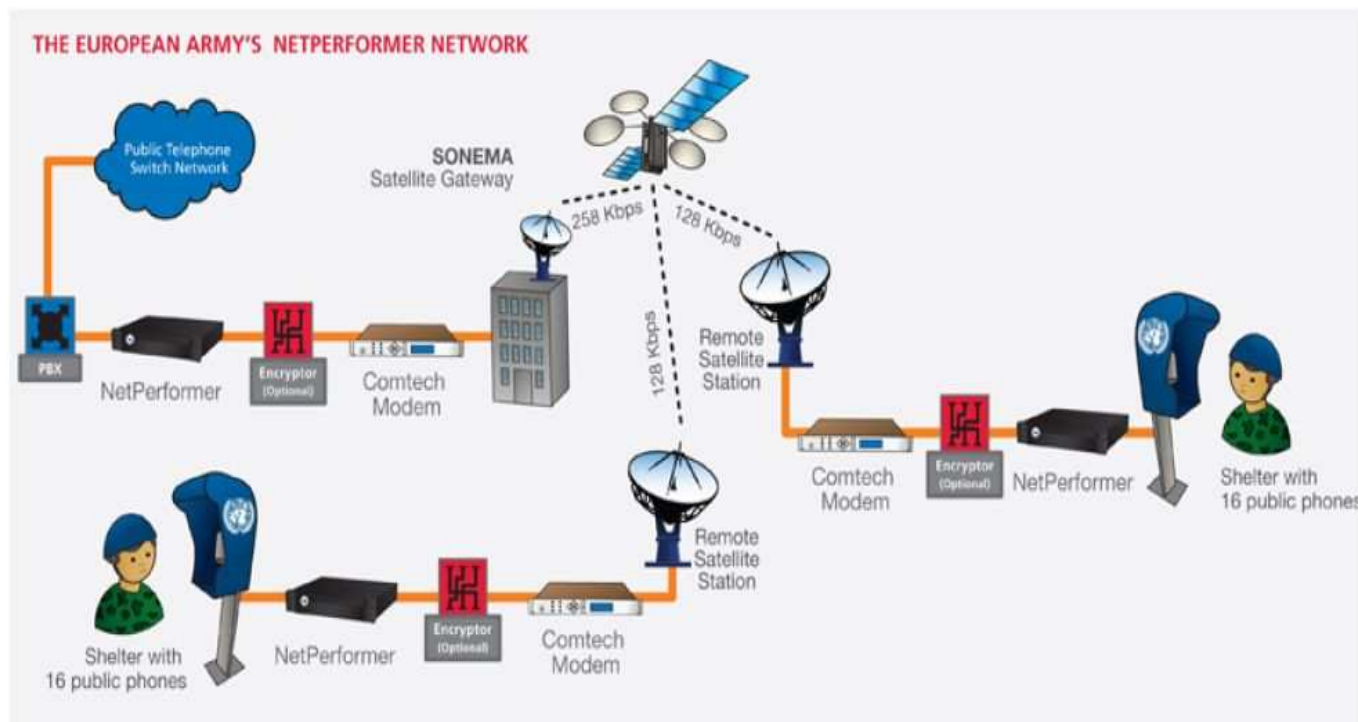 THE EUROPEAN ARMY'S NETPERFORMER NETWORK
Public Telephone
Switch Network
SONEMA
Satellite Gateway
258 Kbps
128 Kbps
128 Kbps
PBX
NetPerformer
Encryptor
(Optional)
Comtech
Modem
Remote
Satellite
Station
Comtech
Modem
Encryptor
(Optional)
NetPerformer
Shelter with
16 public phones
Remote
Satellite
Station
Shelter with
16 public phones
NetPerformer
Encryptor
(Optional)
Comtech
Modem